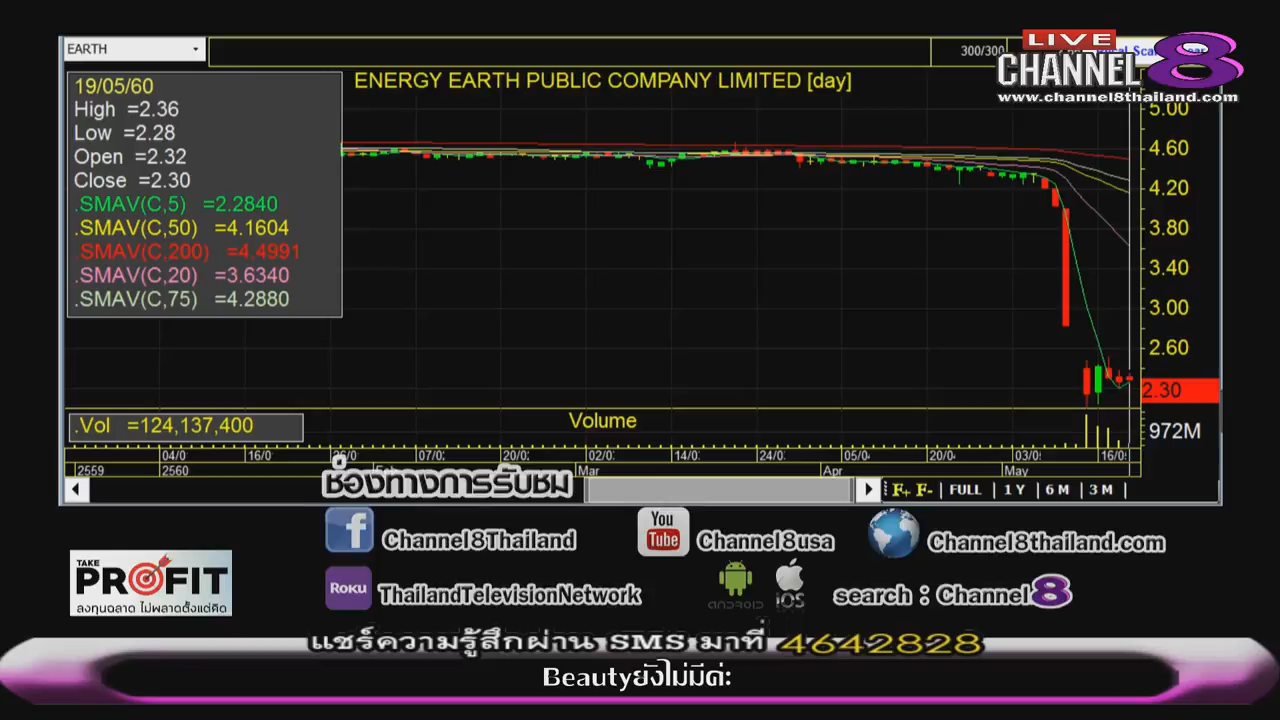 EARTH
300/300
LIVE
CHANNEL 8
www.channel8thailand.com
ENERGY EARTH PUBLIC COMPANY LIMITED [day]
19/05/60
High =2.36
Low =2.28
Open =2.32
Close =2.30
.SMAV(C,5) =2.2840
.SMAV(C,50) =4.1604
.SMAV(C,200) =4.4991
.SMAV(C,20) =3.6340
.SMAV(C,75) =4.2880
5.00
4.60
4.20
3.80
3.40
3.00
2.60
2.30
.Vol =124,137,400
Volume
972M
04/0 16/0 07/0 20/0 02/0 14/0 24/0 05/0 20/0 03/0 16/0
2559 2560 Mar Apr May
ช่องทางการรับชม
F+ F- FULL 1 Y 6 M 3 M
f Channel8Thailand
You Tube Channel8usa
Channel8thailand.com
TAKE PROFIT
ลงทุนฉลาด ไม่พลาดตั้งแต่คิด
ROKU ThailandTelevisionNetwork
ANDROID iOS
search : Channel 8
แชร์ความรู้สึกผ่าน SMS มาที่ 4642828
Beautyยังไม่มีค่ะ